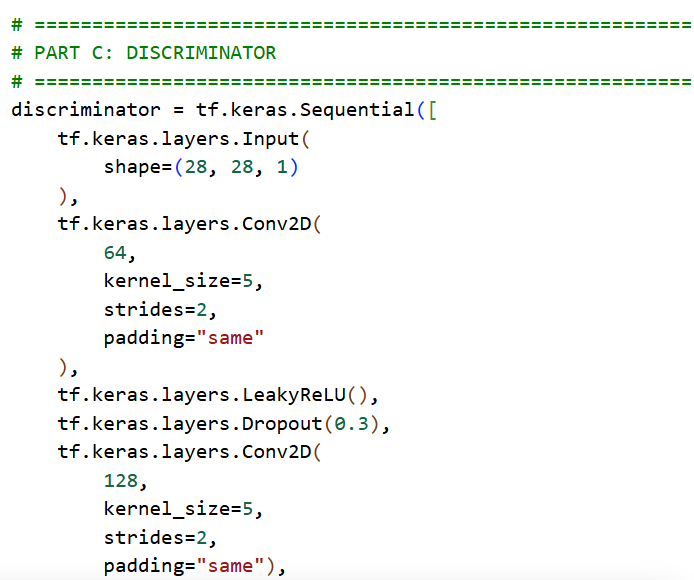 # =========================================================
# PART C: DISCRIMINATOR
# =========================================================
discriminator = tf.keras.Sequential([
    tf.keras.layers.Input(
        shape=(28, 28, 1)
    ),
    tf.keras.layers.Conv2D(
        64,
        kernel_size=5,
        strides=2,
        padding="same"
    ),
    tf.keras.layers.LeakyReLU(),
    tf.keras.layers.Dropout(0.3),
    tf.keras.layers.Conv2D(
        128,
        kernel_size=5,
        strides=2,
        padding="same"),